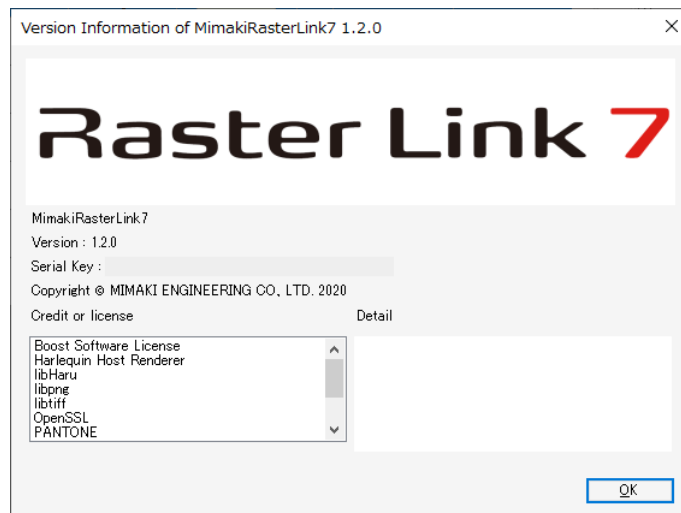 Version Information of MimakiRasterLink7 1.2.0
Raster Link 7
MimakiRasterLink7
Version : 1.2.0
Serial Key :
Copyright © MIMAKI ENGINEERING CO., LTD. 2020
Credit or license
Detail
Boost Software License
Harlequin Host Renderer
libHaru
libpng
libtiff
OpenSSL
PANTONE
OK